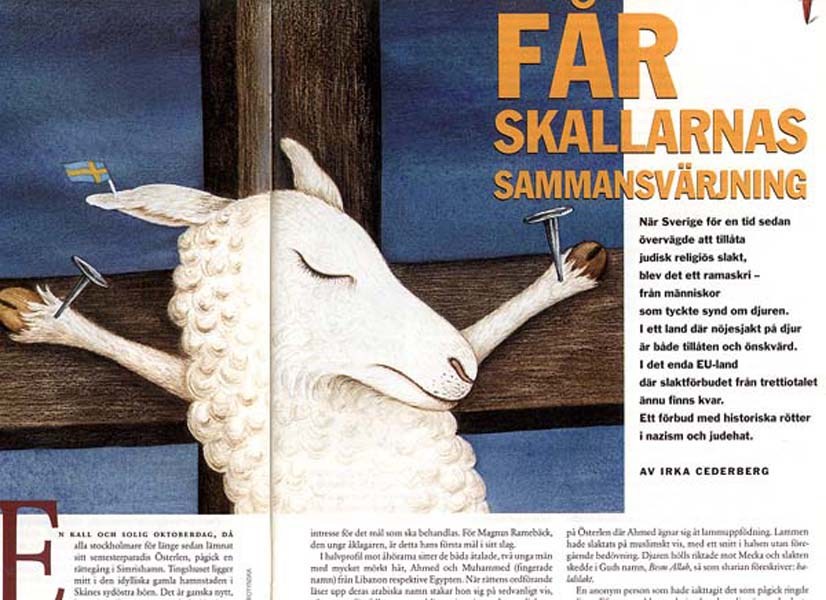 FÅR
SKALLARNAS
SAMMANSVÄRJNING
När Sverige för en tid sedan
övervägde att tillåta
judisk religiös slakt,
blev det ett ramaskri –
från människor
som tyckte synd om djuren.
I ett land där nöjesjakt på djur
är både tillåten och önskvärd.
I det enda EU-land
där slaktförbudet från trettiotalet
ännu finns kvar.
Ett förbud med historiska rötter
i nazism och judehat.
AV IRKA CEDERBERG
EN KALL OCH SOLIG OKTOBERDAG, DÅ
alla stockholmare för länge sedan lämnat
sitt semesterparadis Österlen, pågick en
rättegång i Simrishamn. Tingshuset ligger
mitt i den idylliska gamla hamnstaden i
Skånes sydöstra hörn. Det är ganska nytt,
intresse för det mål som ska behandlas. För Magnus Ramebäck,
den unge åklagaren, är detta hans första mål i sitt slag.
I halvprofil mot åhörarna sitter de båda åtalade, två unga män
med mycket mörkt hår, Ahmed och Muhammed (fingerade
namn) från Libanon respektive Egypten. När rättens ordförande
läser upp deras arabiska namn stakar hon sig på sedvanligt vis,
på Österlen där Ahmed ägnar sig åt lammuppfödning. Lammen
hade slaktats på muslimskt vis, med ett snitt i halsen utan före-
gående bedövning. Djuren hölls riktade mot Mecka och slakten
skedde i Guds namn, Besm Allah, så som sharian föreskriver: ha-
lalslakt.
En anonym person som hade iakttagit det som pågick ringde